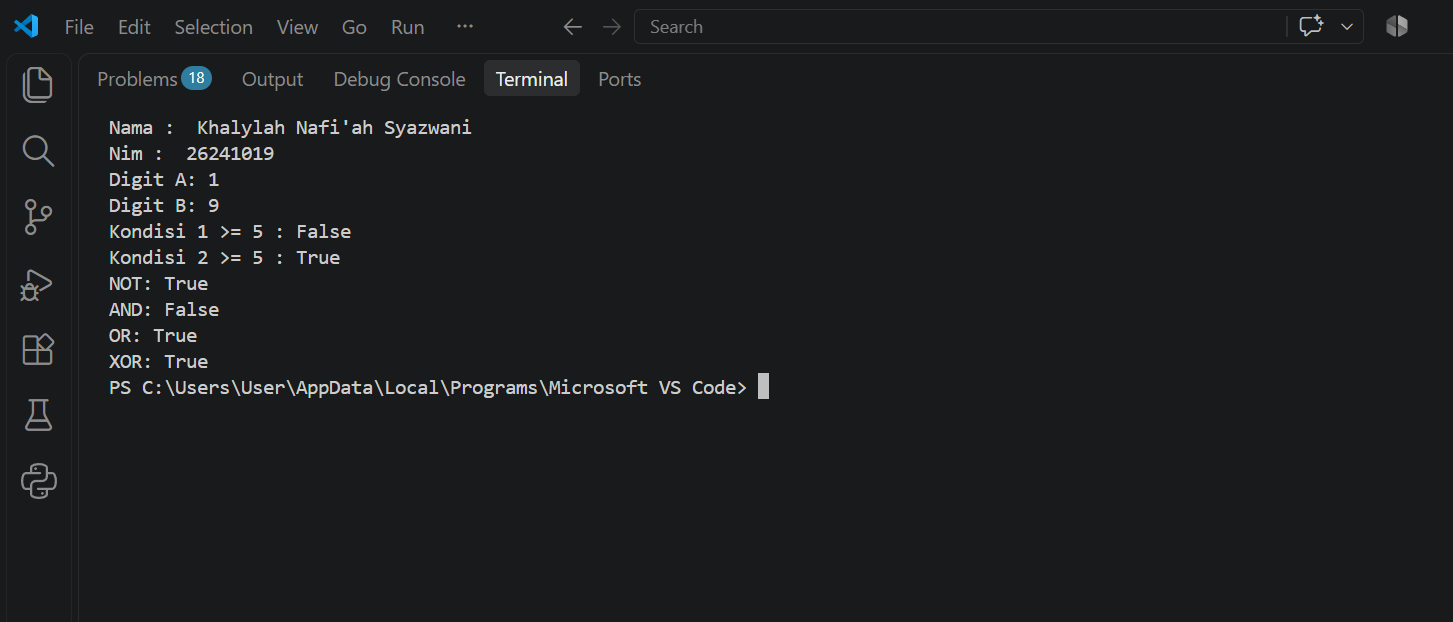 File Edit Selection View Go Run ... Search
Problems 18 Output Debug Console Terminal Ports
Nama :  Khalylah Nafi'ah Syazwani
Nim :  26241019
Digit A: 1
Digit B: 9
Kondisi 1 >= 5 : False
Kondisi 2 >= 5 : True
NOT: True
AND: False
OR: True
XOR: True
PS C:\Users\User\AppData\Local\Programs\Microsoft VS Code>